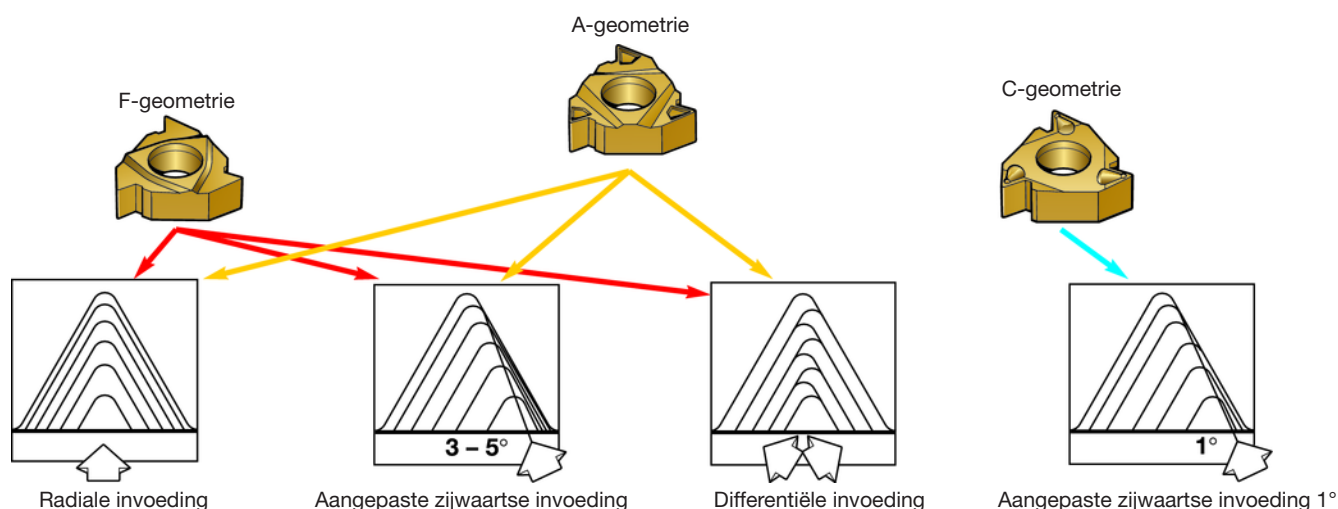 A-geometrie
F-geometrie
C-geometrie
3 – 5°
1°
Radiale invoeding
Aangepaste zijwaartse invoeding
Differentiële invoeding
Aangepaste zijwaartse invoeding 1°